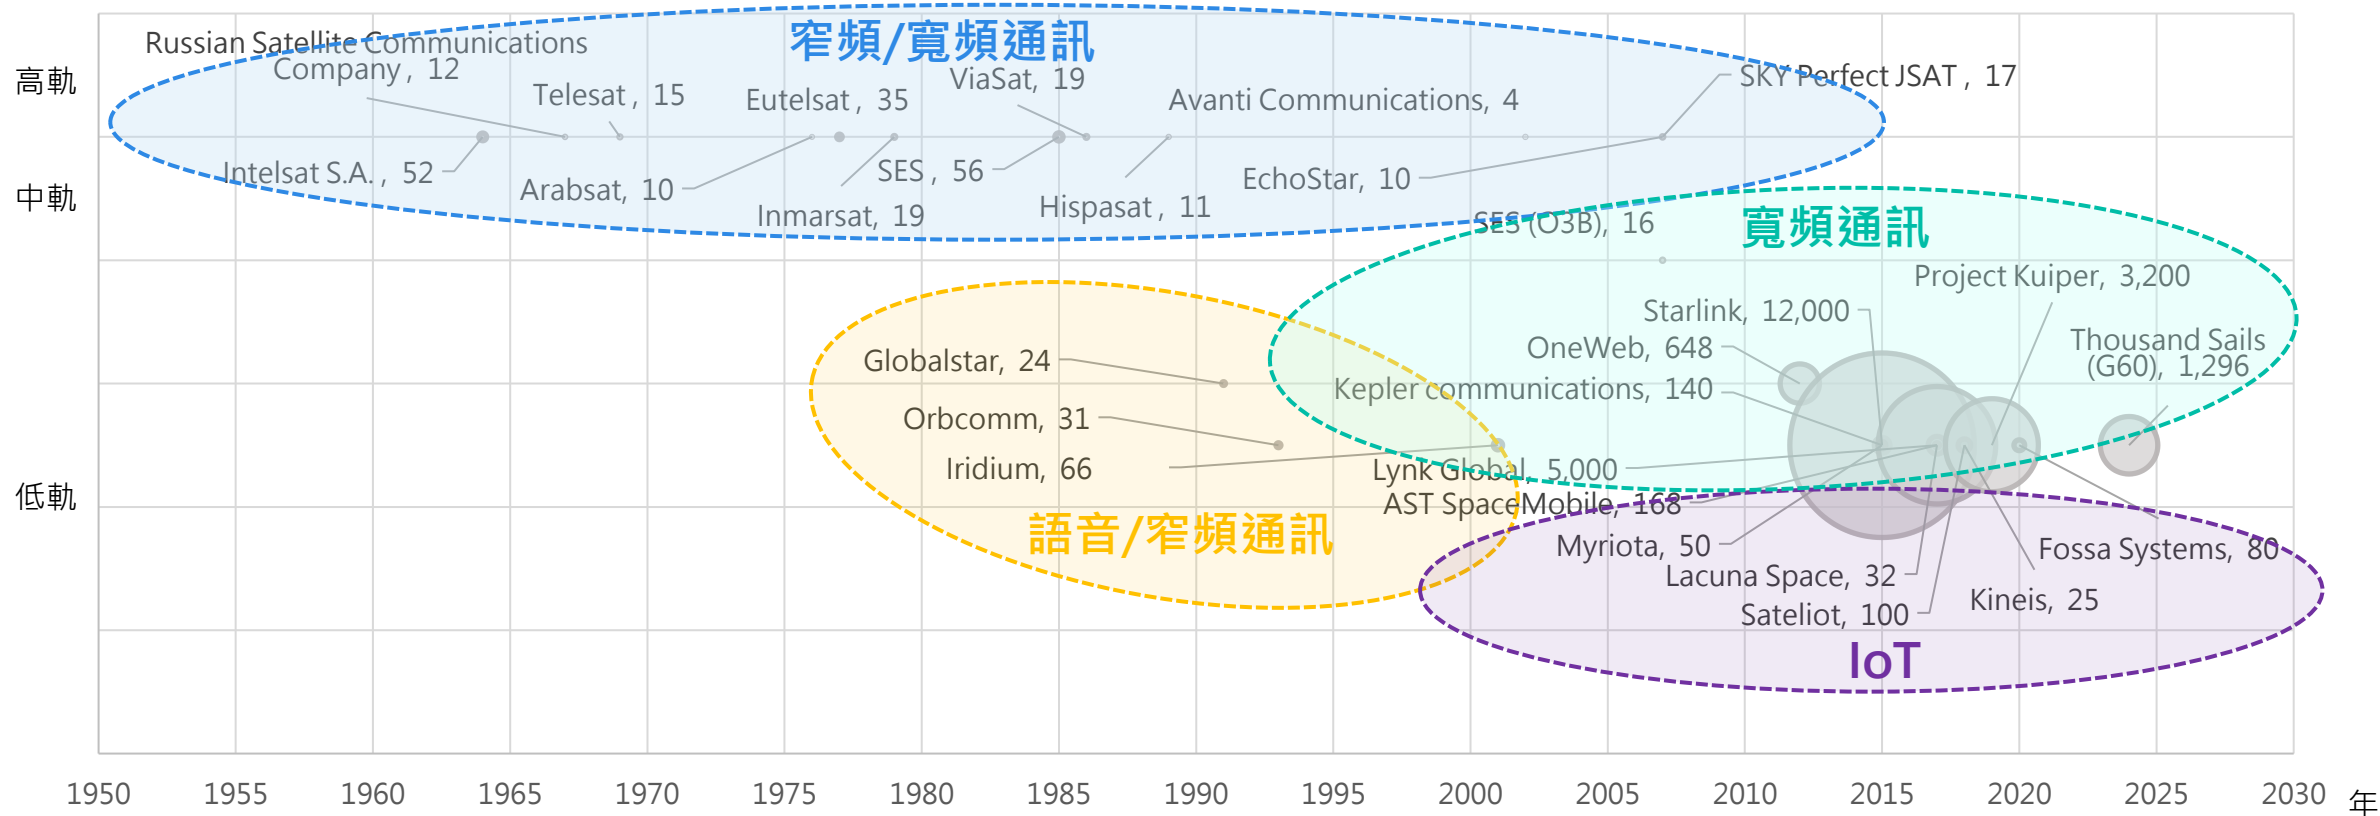 窄頻/寬頻通訊
Russian Satellite Communications
Company, 12
高軌
ViaSat, 19
SKY Perfect JSAT, 17
Telesat, 15
Eutelsat, 35
Avanti Communications, 4
Intelsat S.A., 52
SES, 56
EchoStar, 10
中軌
Arabsat, 10
Inmarsat, 19
Hispasat, 11
SES (O3B), 16
寬頻通訊
Project Kuiper, 3,200
Starlink, 12,000
Thousand Sails
(G60), 1,296
OneWeb, 648
Globalstar, 24
Kepler communications, 140
Orbcomm, 31
Iridium, 66
Lynk Global, 5,000
低軌
AST SpaceMobile, 168
語音/窄頻通訊
Myriota, 50
Fossa Systems, 80
Lacuna Space, 32
Kineis, 25
Sateliot, 100
IoT
1950 1955 1960 1965 1970 1975 1980 1985 1990 1995 2000 2005 2010 2015 2020 2025 2030 年